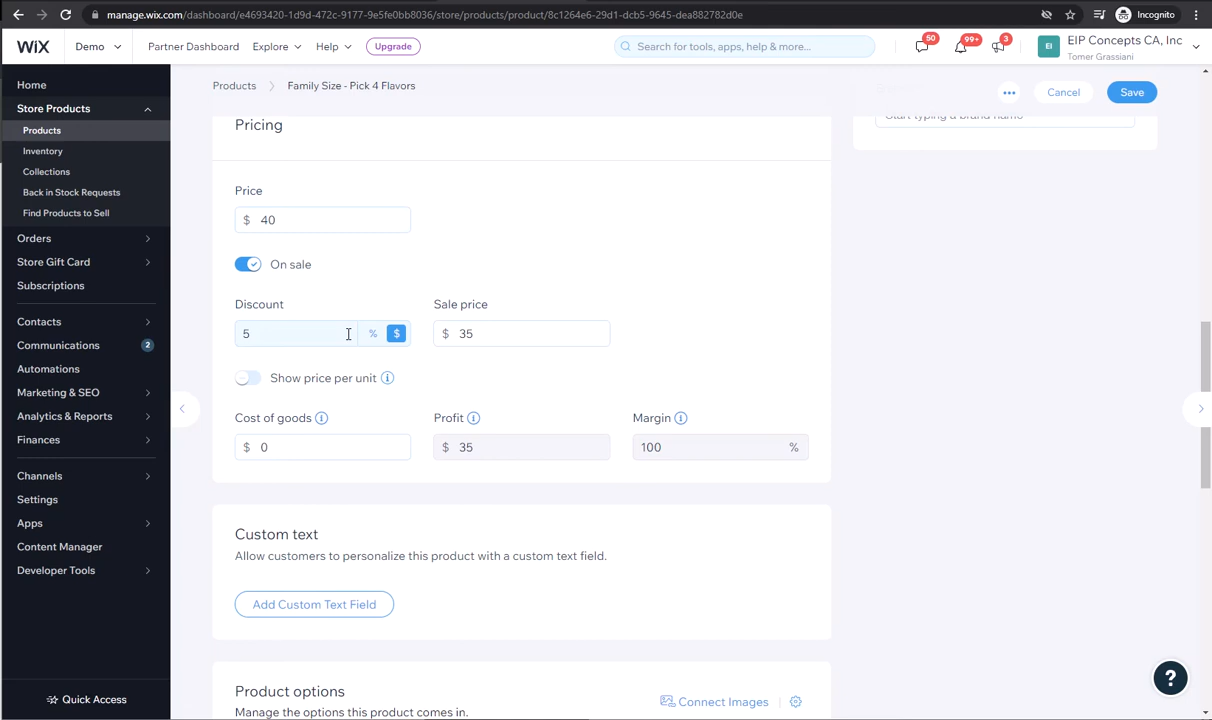 manage.wix.com/dashboard/e4693420-1d9d-472c-9177-9e5fe0bb8036/store/products/product/8c1264e6-29d1-dcb5-9645-dea882782d0e
Incognito
WiX
Demo
Partner Dashboard
Explore
Help
Upgrade
Search for tools, apps, help & more...
50
99+
3
EI
EIP Concepts CA, Inc
Tomer Grassiani
Home
Store Products
Products
Inventory
Collections
Back in Stock Requests
Find Products to Sell
Orders
Store Gift Card
Subscriptions
Contacts
Communications
2
Automations
Marketing & SEO
Analytics & Reports
Finances
Channels
Settings
Apps
Content Manager
Developer Tools
Quick Access
Products
Family Size - Pick 4 Flavors
Cancel
Save
Start typing a brand name
Pricing
Price
$ 40
On sale
Discount
Sale price
5 % $
$ 35
Show price per unit
Cost of goods
Profit
Margin
$ 0
$ 35
100 %
Custom text
Allow customers to personalize this product with a custom text field.
Add Custom Text Field
Product options
Connect Images
Manage the options this product comes in.
?